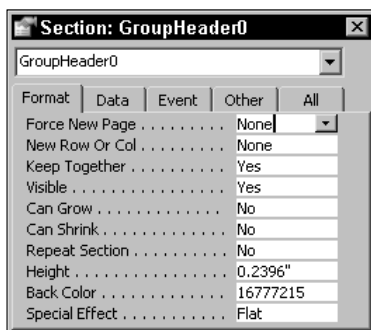 Section: GroupHeader0
GroupHeader0
Format Data Event Other All
Force New Page . . . . . . . . . None
New Row Or Col . . . . . . . . . None
Keep Together . . . . . . . . . . Yes
Visible . . . . . . . . . . . . . . . . . Yes
Can Grow . . . . . . . . . . . . . No
Can Shrink . . . . . . . . . . . . . No
Repeat Section . . . . . . . . . No
Height . . . . . . . . . . . . . . . . . 0.2396"
Back Color . . . . . . . . . . . . . 16777215
Special Effect . . . . . . . . . . . Flat